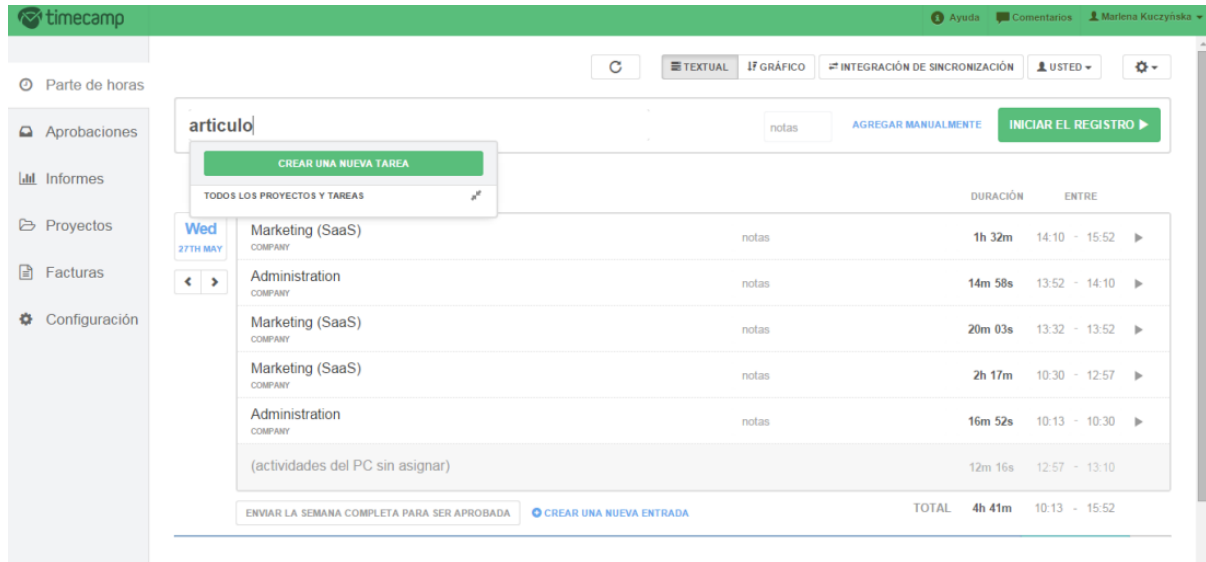 timecamp
Ayuda Comentarios Marlena Kuczyńska
TEXTUAL GRÁFICO INTEGRACIÓN DE SINCRONIZACIÓN USTED
Parte de horas
Aprobaciones
Informes
Proyectos
Facturas
Configuración
articulo notas AGREGAR MANUALMENTE INICIAR EL REGISTRO
CREAR UNA NUEVA TAREA
TODOS LOS PROYECTOS Y TAREAS
DURACIÓN ENTRE
Wed
27TH MAY
Marketing (SaaS) notas 1h 32m 14:10 - 15:52
COMPANY
Administration notas 14m 58s 13:52 - 14:10
COMPANY
Marketing (SaaS) notas 20m 03s 13:32 - 13:52
COMPANY
Marketing (SaaS) notas 2h 17m 10:30 - 12:57
COMPANY
Administration notas 16m 52s 10:13 - 10:30
COMPANY
(actividades del PC sin asignar) 12m 16s 12:57 - 13:10
ENVIAR LA SEMANA COMPLETA PARA SER APROBADA CREAR UNA NUEVA ENTRADA TOTAL 4h 41m 10:13 - 15:52